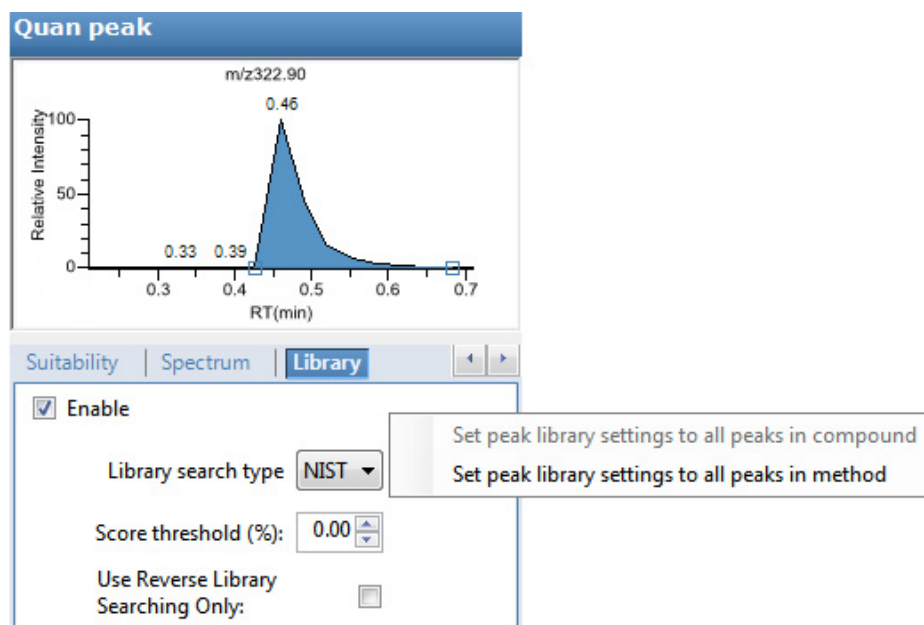 Quan peak
m/z322.90
0.46
Relative Intensity
100
50
0
0.33 0.39
0.3 0.4 0.5 0.6 0.7
RT(min)
Suitability Spectrum Library
Enable
Set peak library settings to all peaks in compound
Set peak library settings to all peaks in method
Library search type NIST
Score threshold (%): 0.00
Use Reverse Library
Searching Only: